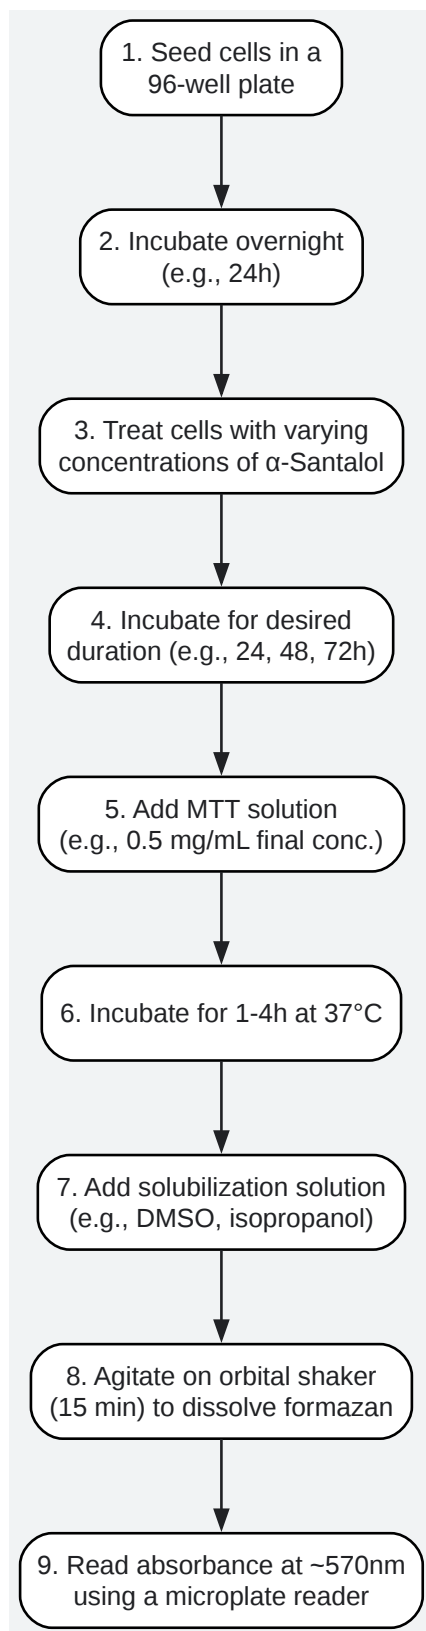 1. Seed cells in a
96-well plate
2. Incubate overnight
(e.g., 24h)
3. Treat cells with varying
concentrations of α-Santalol
4. Incubate for desired
duration (e.g., 24, 48, 72h)
5. Add MTT solution
(e.g., 0.5 mg/mL final conc.)
6. Incubate for 1-4h at 37°C
7. Add solubilization solution
(e.g., DMSO, isopropanol)
8. Agitate on orbital shaker
(15 min) to dissolve formazan
9. Read absorbance at ~570nm
using a microplate reader